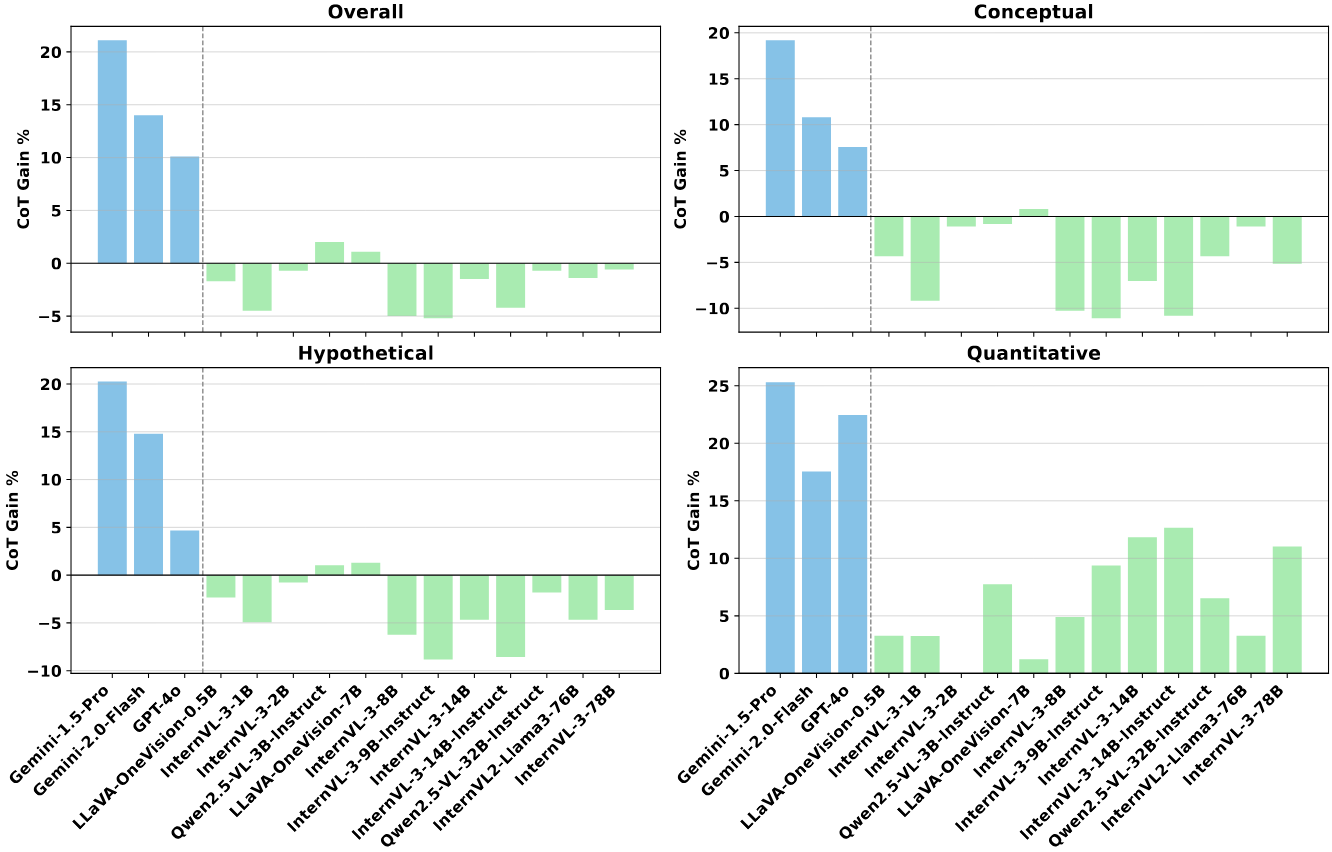 Overall
CoT Gain %
20
15
10
5
0
−5
Conceptual
CoT Gain %
20
15
10
5
0
−5
−10
Hypothetical
CoT Gain %
20
15
10
5
0
−5
−10
Gemini-1.5-Pro
Gemini-2.0-Flash
GPT-4o
LLaVA-OneVision-0.5B
InternVL-3-1B
InternVL-3-2B
Qwen2.5-VL-3B-Instruct
LLaVA-OneVision-7B
InternVL-3-8B
InternVL-3-9B-Instruct
InternVL-3-14B
InternVL-3-14B-Instruct
Qwen2.5-VL-32B-Instruct
InternVL2-Llama3-76B
InternVL-3-78B
Quantitative
CoT Gain %
25
20
15
10
5
0
Gemini-1.5-Pro
Gemini-2.0-Flash
GPT-4o
LLaVA-OneVision-0.5B
InternVL-3-1B
InternVL-3-2B
Qwen2.5-VL-3B-Instruct
LLaVA-OneVision-7B
InternVL-3-8B
InternVL-3-9B-Instruct
InternVL-3-14B
InternVL-3-14B-Instruct
Qwen2.5-VL-32B-Instruct
InternVL2-Llama3-76B
InternVL-3-78B